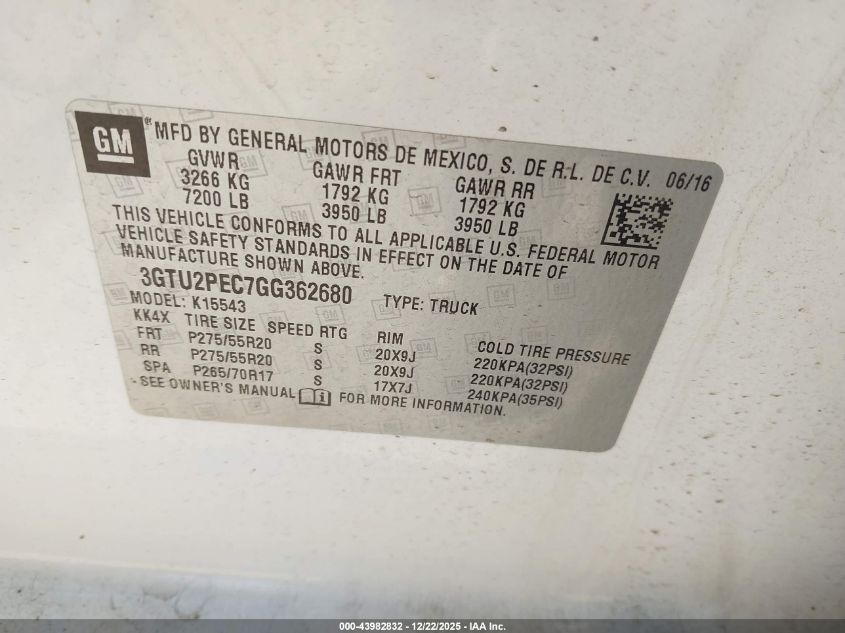 GM
® MFD BY GENERAL MOTORS DE MEXICO, S. DE R.L. DE C.V. 06/16
GVWR GAWR FRT GAWR RR
3266 KG 1792 KG 1792 KG
7200 LB 3950 LB 3950 LB
THIS VEHICLE CONFORMS TO ALL APPLICABLE U.S. FEDERAL MOTOR
VEHICLE SAFETY STANDARDS IN EFFECT ON THE DATE OF
MANUFACTURE SHOWN ABOVE.
3GTU2PEC7GG362680 TYPE: TRUCK
MODEL: K15543
KK4X TIRE SIZE SPEED RTG RIM COLD TIRE PRESSURE
FRT P275/55R20 S 20X9J 220KPA(32PSI)
RR P275/55R20 S 20X9J 220KPA(32PSI)
SPA P265/70R17 S 17X7J 240KPA(35PSI)
- SEE OWNER'S MANUAL i FOR MORE INFORMATION.
000-43982832 - 12/22/2025 - IAA Inc.